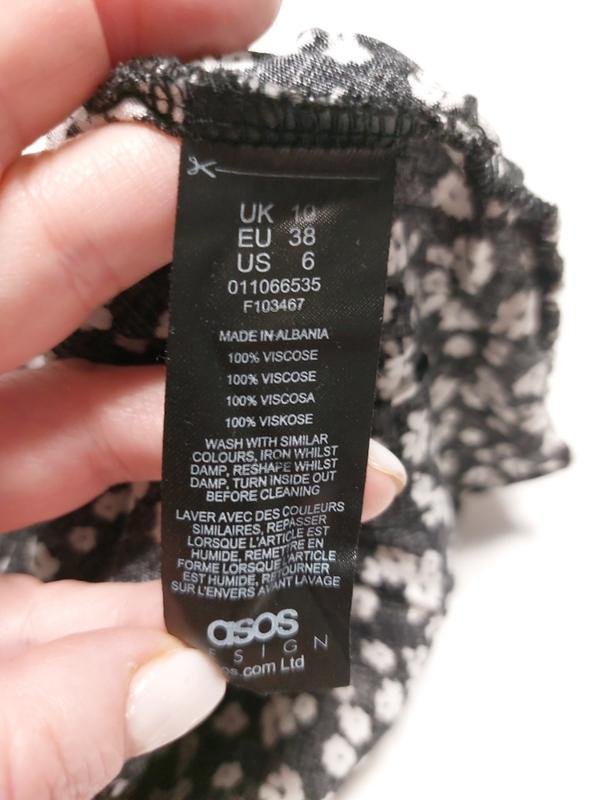 UK 10
EU 38
US 6
011066535
F103467
MADE IN ALBANIA
100% VISCOSE
100% VISCOSE
100% VISCOSA
100% VISKOSE
WASH WITH SIMILAR
COLOURS, IRON WHILST
DAMP, RESHAPE WHILST
DAMP, TURN INSIDE OUT
BEFORE CLEANING
LAVER AVEC DES COULEURS
SIMILAIRES, REPASSER
LORSQUE L'ARTICLE EST
HUMIDE, REMETTRE EN
FORME LORSQUE L'ARTICLE
EST HUMIDE, RETOURNER
SUR L'ENVERS AVANT LAVAGE
asos
ESIGN
os.com Ltd